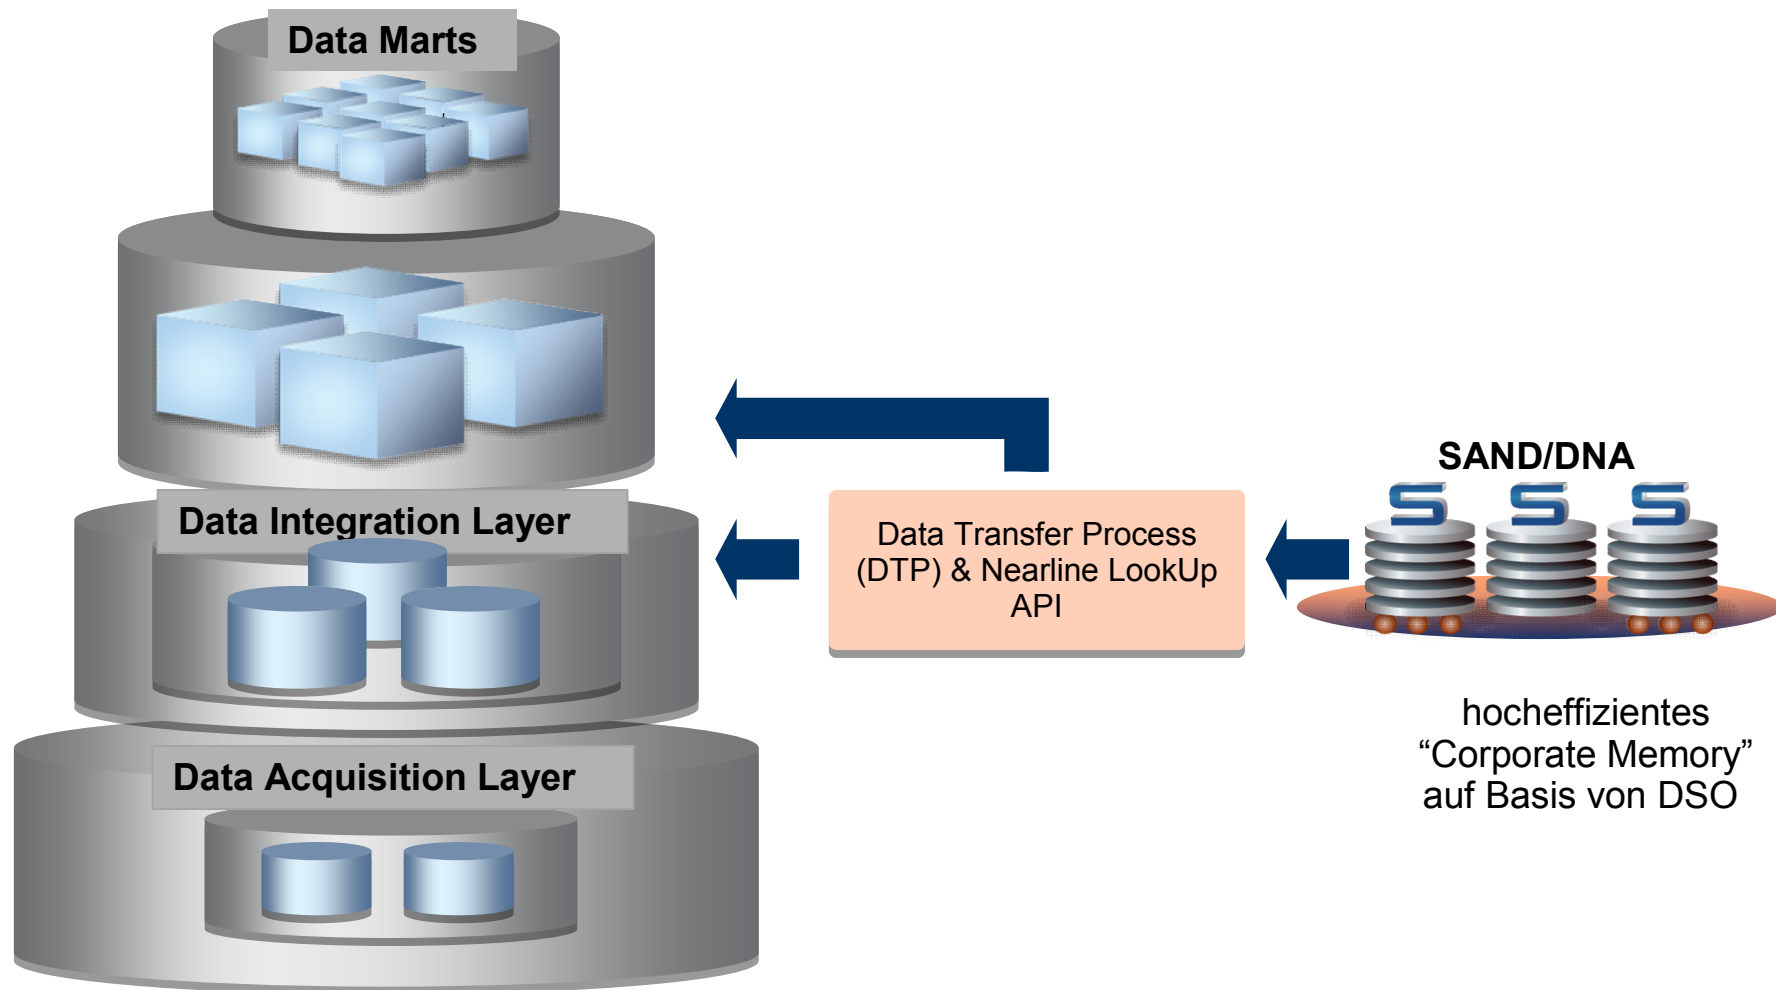 Data Marts
Data Integration Layer
Data Acquisition Layer
Data Transfer Process
(DTP) & Nearline LookUp
API
SAND/DNA
S S S
hocheffizientes
“Corporate Memory”
auf Basis von DSO